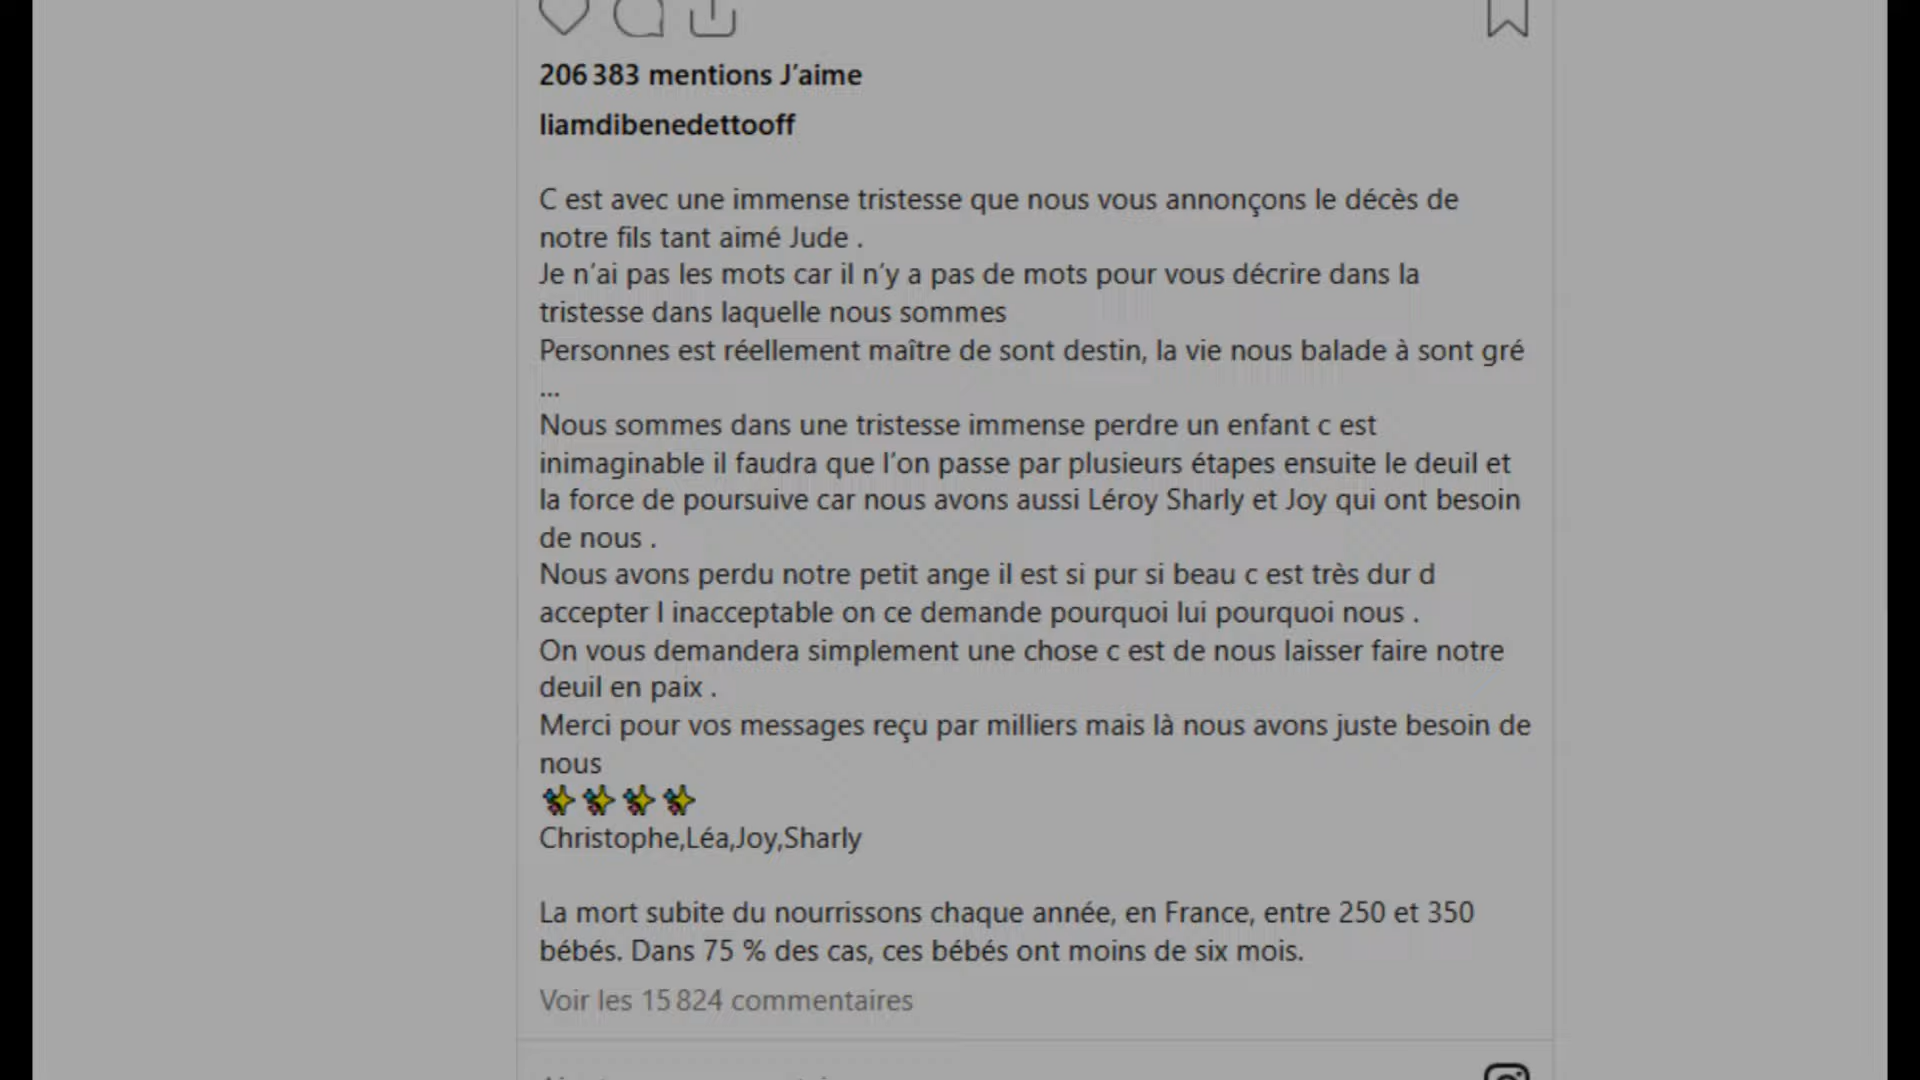 206 383 mentions J'aime
liamdibenedettooff
C est avec une immense tristesse que nous vous annonçons le décès de
notre fils tant aimé Jude .
Je n'ai pas les mots car il n'y a pas de mots pour vous décrire dans la
tristesse dans laquelle nous sommes
Personnes est réellement maître de sont destin, la vie nous balade à sont gré
...
Nous sommes dans une tristesse immense perdre un enfant c est
inimaginable il faudra que l'on passe par plusieurs étapes ensuite le deuil et
la force de poursuive car nous avons aussi Léroy Sharly et Joy qui ont besoin
de nous .
Nous avons perdu notre petit ange il est si pur si beau c est très dur d
accepter l inacceptable on ce demande pourquoi lui pourquoi nous .
On vous demandera simplement une chose c est de nous laisser faire notre
deuil en paix .
Merci pour vos messages reçu par milliers mais là nous avons juste besoin de
nous
✨✨✨✨
Christophe,Léa,Joy,Sharly
La mort subite du nourrissons chaque année, en France, entre 250 et 350
bébés. Dans 75 % des cas, ces bébés ont moins de six mois.
Voir les 15 824 commentaires